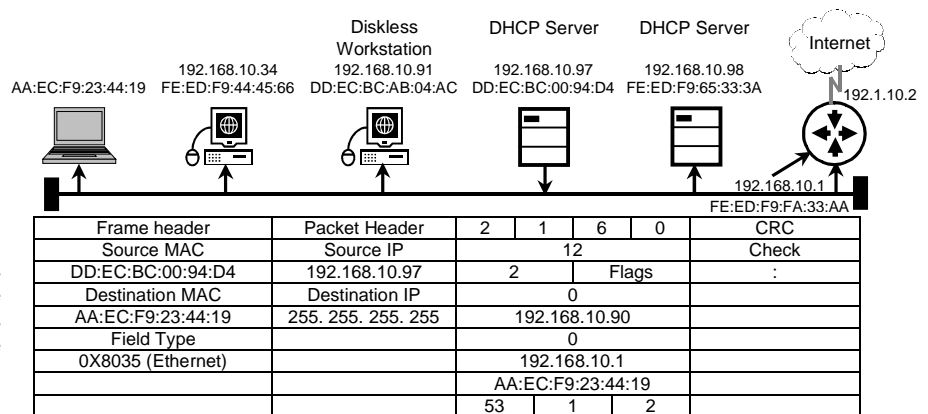 Diskless DHCP Server DHCP Server
Workstation Internet
192.168.10.34 192.168.10.91 192.168.10.97 192.168.10.98
AA:EC:F9:23:44:19 FE:ED:F9:44:45:66 DD:EC:BC:AB:04:AC DD:EC:BC:00:94:D4 FE:ED:F9:65:33:3A
192.1.10.2
192.168.10.1
FE:ED:F9:FA:33:AA
Frame header Packet Header 2 1 6 0 CRC
Source MAC Source IP 12 Check
DD:EC:BC:00:94:D4 192.168.10.97 2 Flags :
Destination MAC Destination IP 0
AA:EC:F9:23:44:19 255. 255. 255. 255 192.168.10.90
Field Type 0
0X8035 (Ethernet) 192.168.10.1
AA:EC:F9:23:44:19
53 1 2